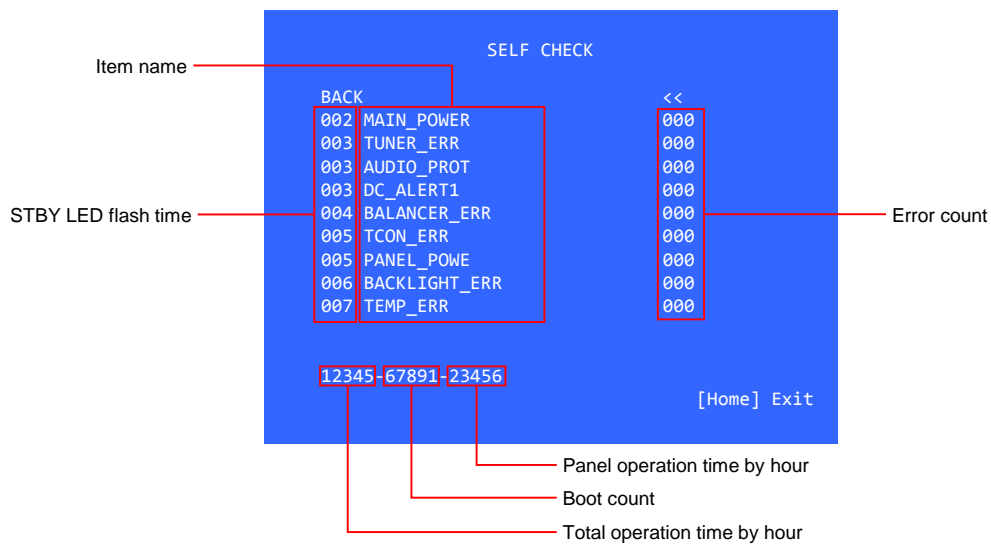 SELF CHECK
Item name
BACK <<
002 MAIN_POWER 000
003 TUNER_ERR 000
003 AUDIO_PROT 000
003 DC_ALERT1 000
STBY LED flash time
004 BALANCER_ERR 000
Error count
005 TCON_ERR 000
005 PANEL_POWE 000
006 BACKLIGHT_ERR 000
007 TEMP_ERR 000
12345-67891-23456
[Home] Exit
Panel operation time by hour
Boot count
Total operation time by hour